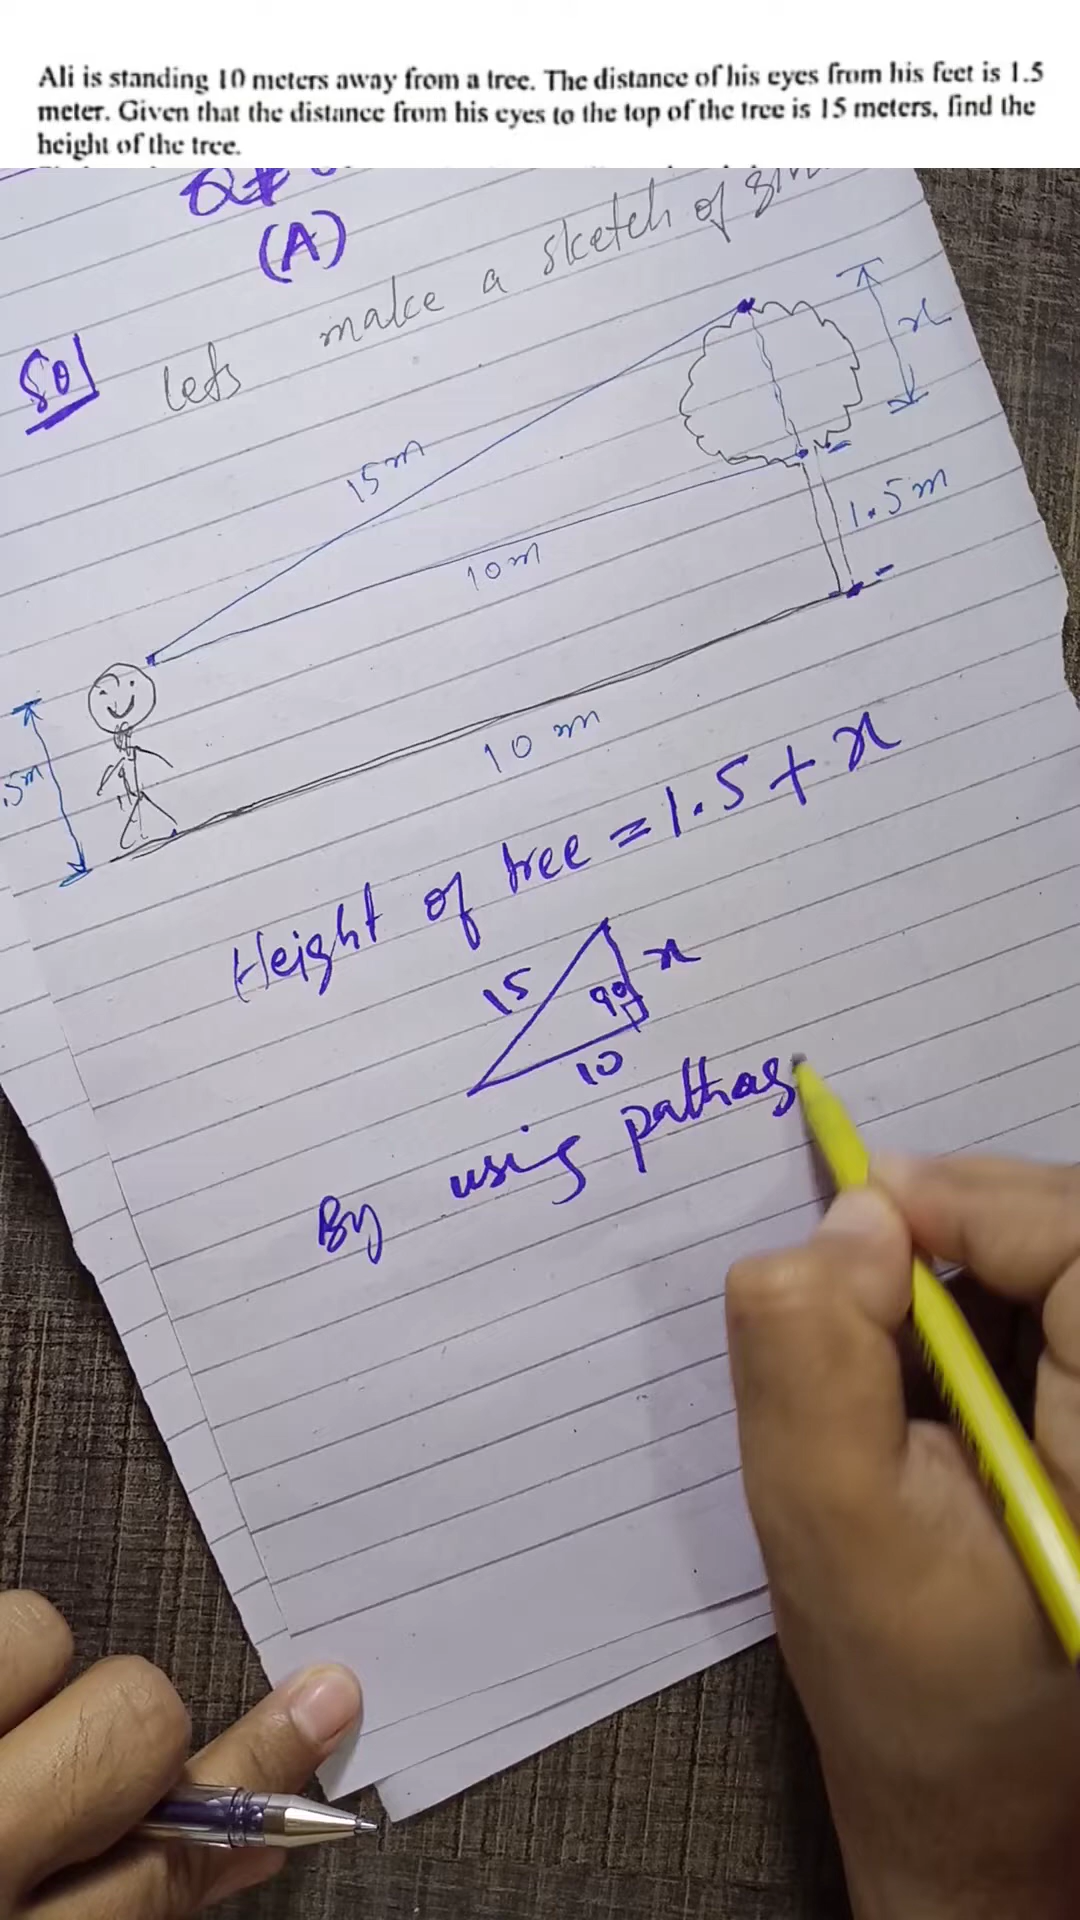 Ali is standing 10 meters away from a tree. The distance of his eyes from his feet is 1.5
meter. Given that the distance from his eyes to the top of the tree is 15 meters, find the
height of the tree.
(A)
Sol
lets make a sketch of
x
15m
1.5m
10m
.5m
10 m
Height of tree = 1.5 + x
15
x
90
10
By using pathag